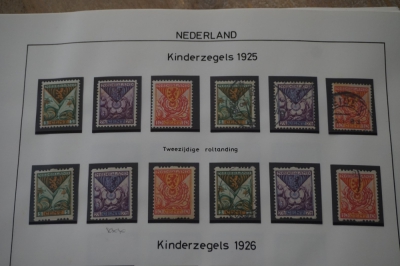 NEDERLAND
Kinderzegels 1925
Tweezijdige roltanding
Kinderzegels 1926